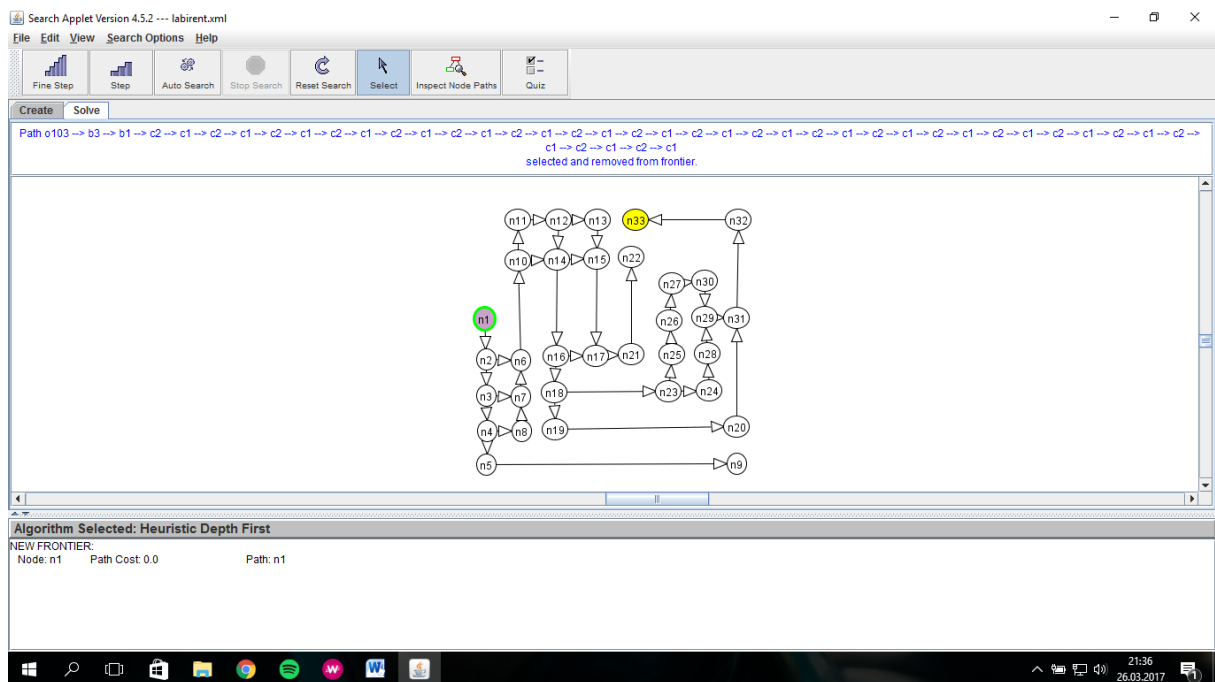 Search Applet Version 4.5.2 --- labirent.xml
File Edit View Search Options Help
Fine Step Step Auto Search Stop Search Reset Search Select Inspect Node Paths Quiz
Create Solve
Path o103 --> b3 --> b1 --> c2 --> c1 --> c2 --> c1 --> c2 --> c1 --> c2 --> c1 --> c2 --> c1 --> c2 --> c1 --> c2 --> c1 --> c2 --> c1 --> c2 --> c1 --> c2 --> c1 --> c2 --> c1 --> c2 --> c1 --> c2 --> c1 --> c2 --> c1 --> c2 --> c1 --> c2 --> c1 --> c2 -->
c1 --> c2 --> c1 --> c2 --> c1
selected and removed from frontier.
n11 n12 n13 n33 n32
n10 n14 n15 n22
n27 n30
n1 n26 n29 n31
n2 n6 n16 n17 n21 n25 n28
n3 n7 n18 n23 n24
n4 n8 n19 n20
n5 n9
Algorithm Selected: Heuristic Depth First
NEW FRONTIER:
Node: n1 Path Cost: 0.0 Path: n1
21:36
26.03.2017
1